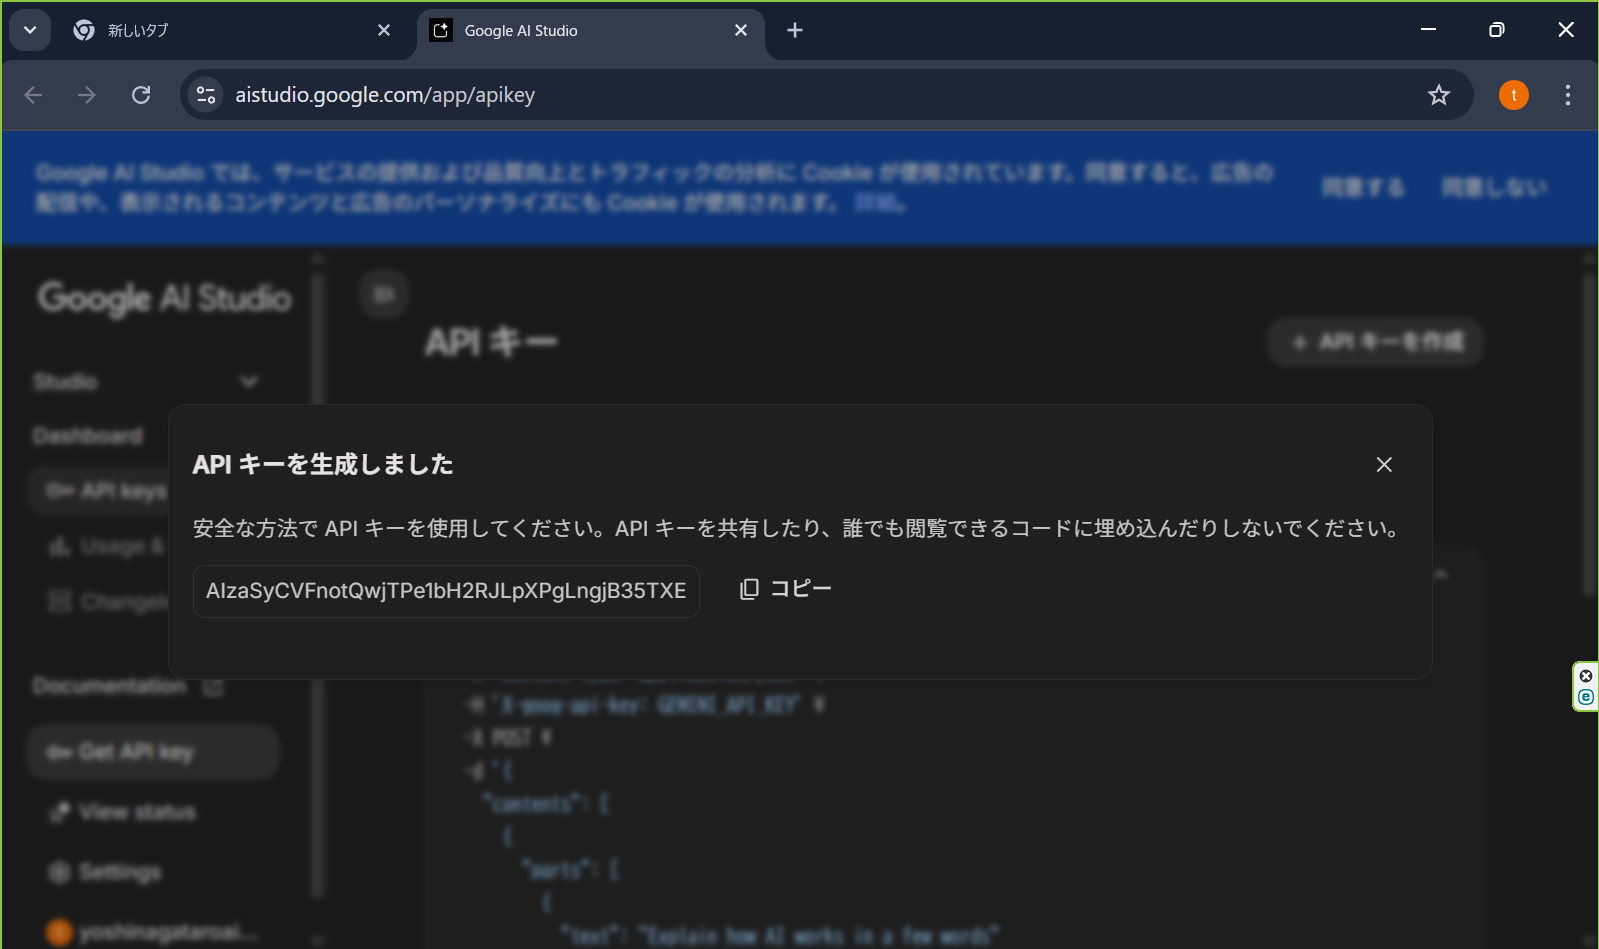 新しいタブ
Google AI Studio
aistudio.google.com/app/apikey
t
Google AI Studio では、サービスの提供および品質向上とトラフィックの分析に Cookie が使用されています。同意すると、広告の
配信や、表示されるコンテンツと広告のパーソナライズにも Cookie が使用されます。 詳細。
同意する 同意しない
Google AI Studio
API キー
+ API キーを作成
Studio
Dashboard
API keys
Usage &
API キーを生成しました
安全な方法で API キーを使用してください。API キーを共有したり、誰でも閲覧できるコードに埋め込んだりしないでください。
AIzaSyCVFnotQwjTPe1bH2RJLpXPgLngjB35TXE
コピー
Documentation
Get API key
View status
Settings
yoshinagataroai...
-H 'X-goog-api-key: GEMINI_API_KEY' ¥
-X POST ¥
-d '{
"contents": [
{
"parts": [
{
"text": "Explain how AI works in a few words"